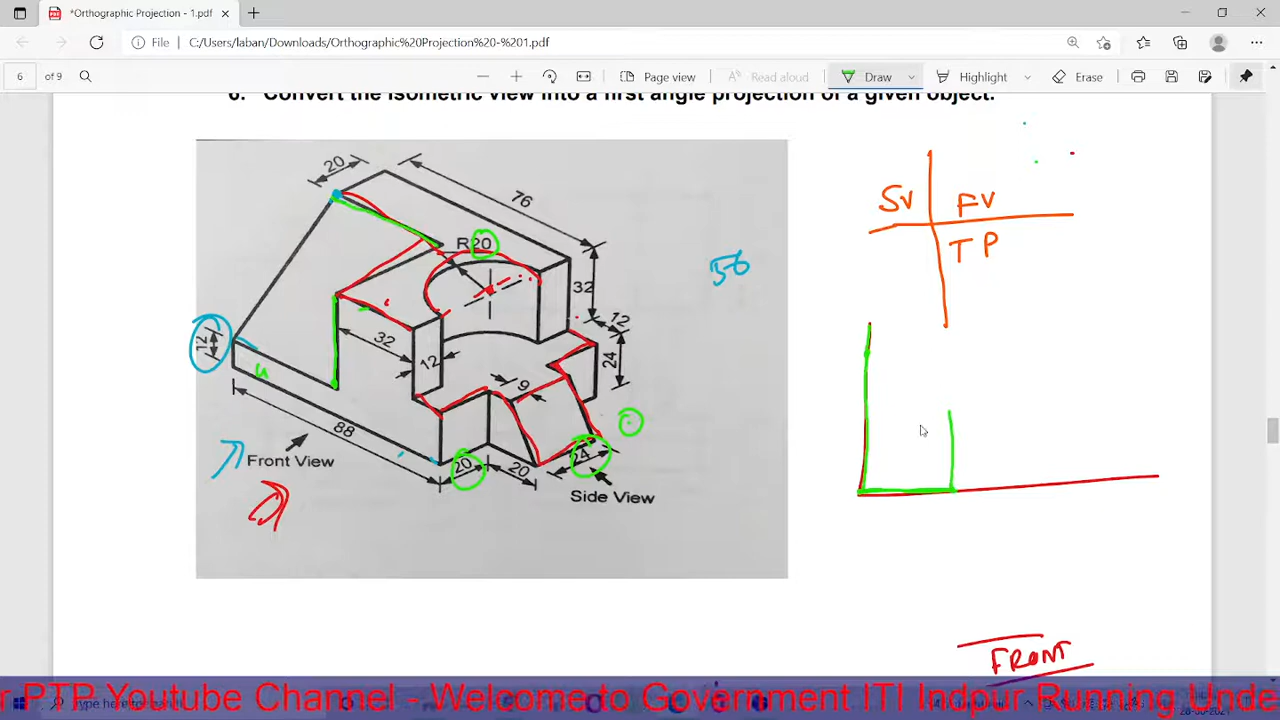 *Orthographic Projection - 1.pdf
File
C:/Users/laban/Downloads/Orthographic%20Projection%20-%201.pdf
6 of 9
Page view
Read aloud
Draw
Highlight
Erase
6. Convert the isometric view into a first angle projection of a given object.
20
76
R20
32
12
12
32
12
24
9
88
20
20
24
Front View
Side View
56
SV
FV
TP
FRONT
r PTP Youtube Channel - Welcome to Government ITI Indpur Running Unde